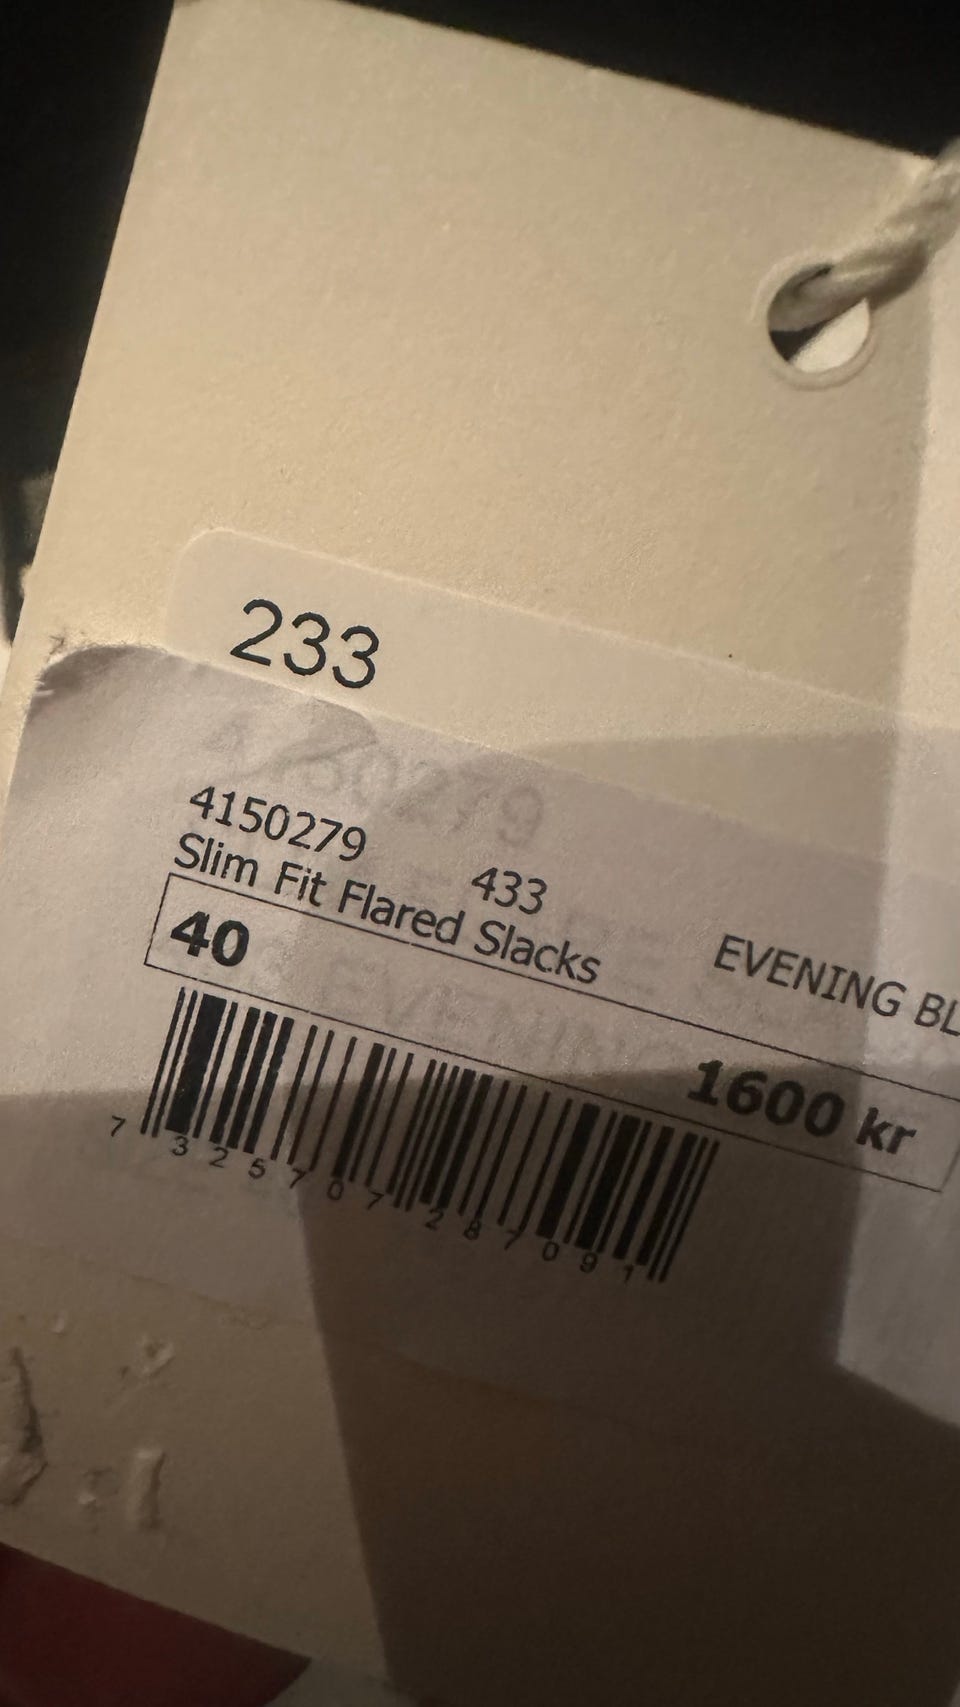 233
4150279 433 EVENING BL
Slim Fit Flared Slacks
40 1600 kr
7 325707 287091